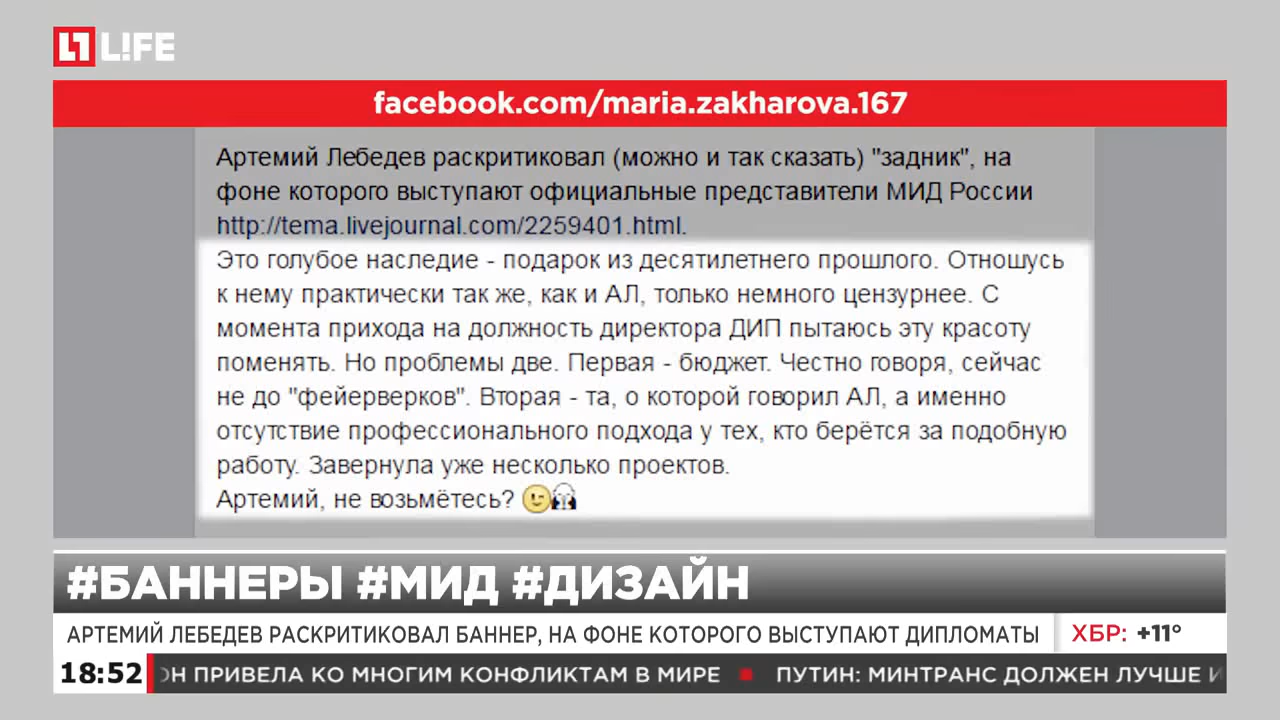 L!FE
facebook.com/maria.zakharova.167
Артемий Лебедев раскритиковал (можно и так сказать) "задник", на
фоне которого выступают официальные представители МИД России
http://tema.livejournal.com/2259401.html.
Это голубое наследие - подарок из десятилетнего прошлого. Отношусь
к нему практически так же, как и АЛ, только немного цензурнее. С
момента прихода на должность директора ДИП пытаюсь эту красоту
поменять. Но проблемы две. Первая - бюджет. Честно говоря, сейчас
не до "фейерверков". Вторая - та, о которой говорил АЛ, а именно
отсутствие профессионального подхода у тех, кто берётся за подобную
работу. Завернула уже несколько проектов.
Артемий, не возьмётесь? 😉
#БАННЕРЫ #МИД #ДИЗАЙН
АРТЕМИЙ ЛЕБЕДЕВ РАСКРИТИКОВАЛ БАННЕР, НА ФОНЕ КОТОРОГО ВЫСТУПАЮТ ДИПЛОМАТЫ
ХБР: +11°
18:52
ОН ПРИВЕЛА КО МНОГИМ КОНФЛИКТАМ В МИРЕ ■ ПУТИН: МИНТРАНС ДОЛЖЕН ЛУЧШЕ И